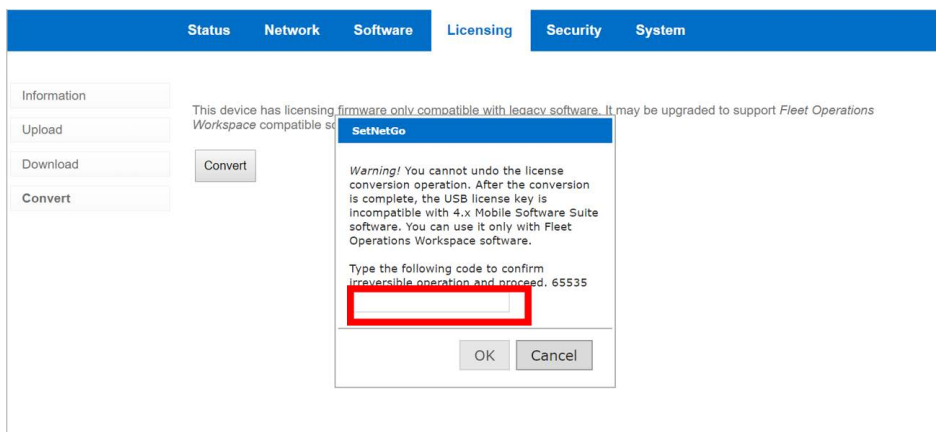 Status Network Software Licensing Security System
Information
Upload
Download
Convert
This device has licensing firmware only compatible with legacy software. It may be upgraded to support Fleet Operations
Workspace compatible
Convert
SetNetGo
Warning! You cannot undo the license
conversion operation. After the conversion
is complete, the USB license key is
incompatible with 4.x Mobile Software Suite
software. You can use it only with Fleet
Operations Workspace software.
Type the following code to confirm
irreversible operation and proceed. 65535
OK Cancel